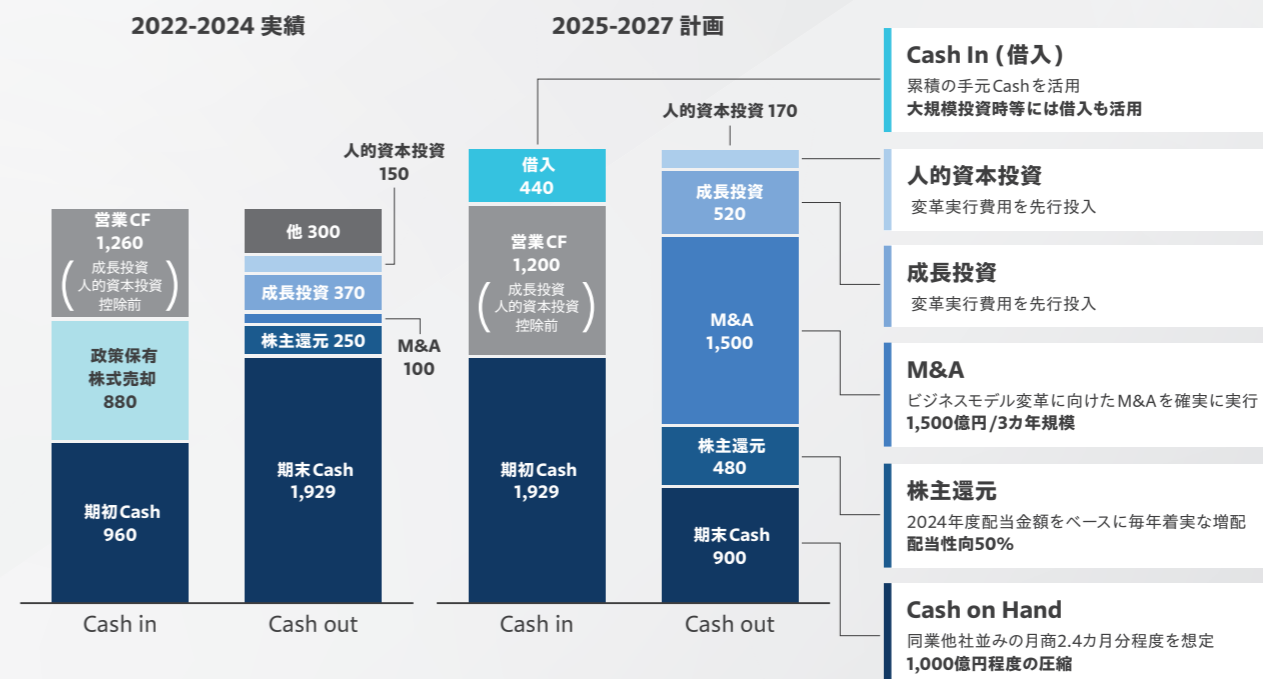 2022-2024 実績
営業CF
1,260
(成長投資
人的資本投資
控除前)
政策保有
株式売却
880
期初Cash
960
Cash in
人的資本投資
150
他 300
成長投資 370
M&A
100
株主還元 250
期末Cash
1,929
Cash out
2025-2027 計画
借入
440
営業CF
1,200
(成長投資
人的資本投資
控除前)
期初Cash
1,929
Cash in
人的資本投資 170
成長投資
520
M&A
1,500
株主還元
480
期末Cash
900
Cash out
Cash In (借入)
累積の手元Cashを活用
大規模投資時等には借入も活用
人的資本投資
変革実行費用を先行投入
成長投資
変革実行費用を先行投入
M&A
ビジネスモデル変革に向けたM&Aを確実に実行
1,500億円/3カ年規模
株主還元
2024年度配当金額をベースに毎年着実な増配
配当性向50%
Cash on Hand
同業他社並みの月商2.4カ月分程度を想定
1,000億円程度の圧縮